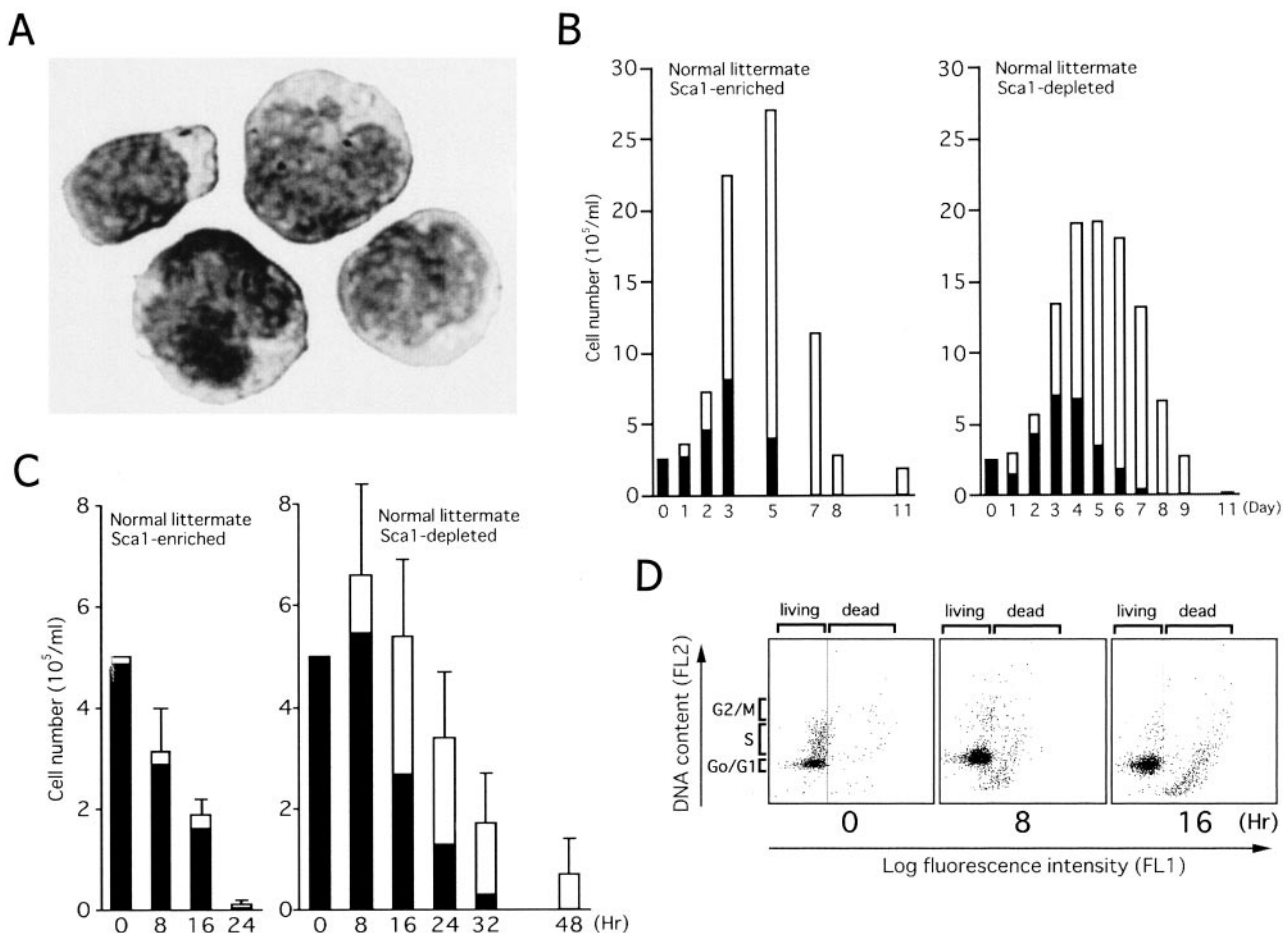 A
B
30
25
20
15
10
5
0
Cell number (10⁵/ml)
Normal littermate
Sca1-enriched
0 1 2 3 5 7 8 11
30
25
20
15
10
5
0
Normal littermate
Sca1-depleted
0 1 2 3 4 5 6 7 8 9 11 (Day)
C
8
6
4
2
0
Cell number (10⁵/ml)
Normal littermate
Sca1-enriched
0 8 16 24
8
6
4
2
0
Normal littermate
Sca1-depleted
0 8 16 24 32 48 (Hr)
D
living dead living dead living dead
DNA content (FL2)
G2/M
S
Go/G1
0 8 16 (Hr)
Log fluorescence intensity (FL1)